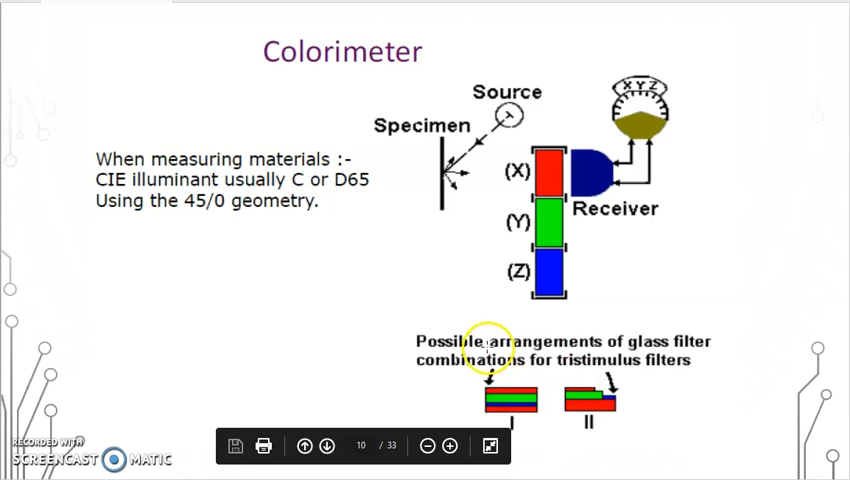 Colorimeter
When measuring materials :-
CIE illuminant usually C or D65
Using the 45/0 geometry.
Source
Specimen
X Y Z
(X)
Receiver
(Y)
(Z)
Possible arrangements of glass filter
combinations for tristimulus filters
I
II
10 / 33
RECORDED WITH
SCREENCAST MATIC